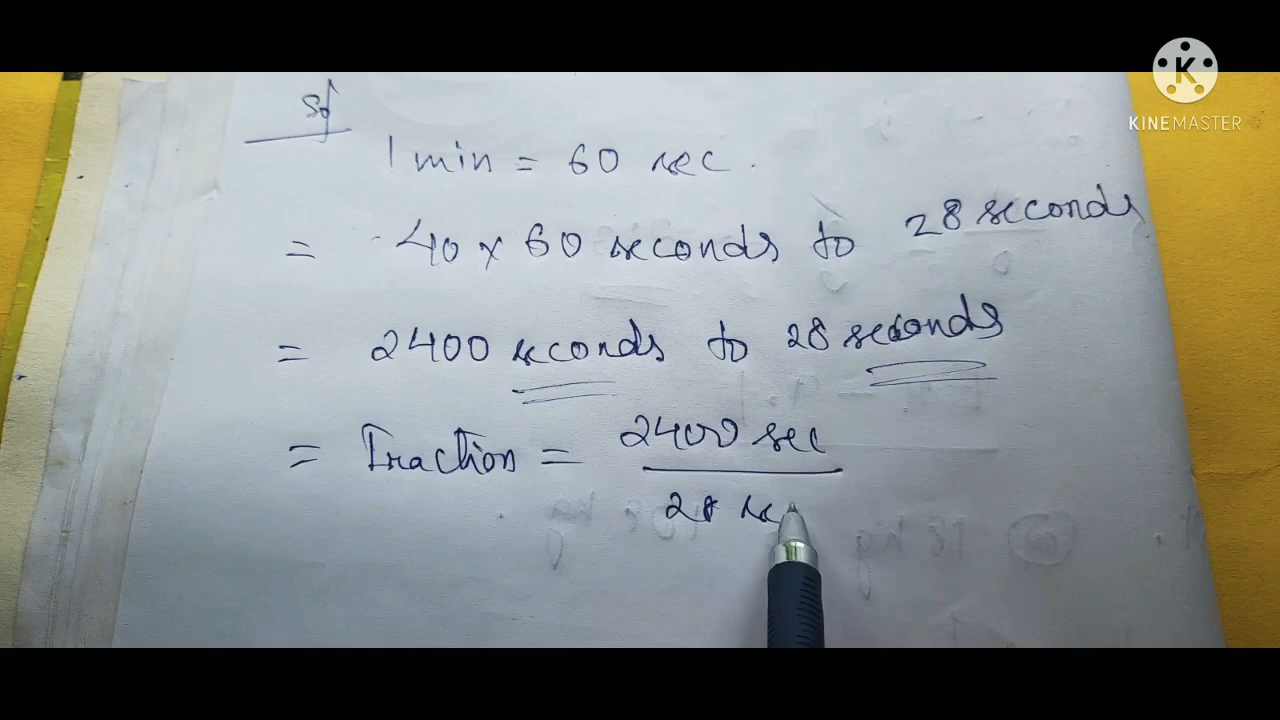 Sol
1 min = 60 sec.
= 40 × 60 seconds to 28 seconds
= 2400 seconds to 28 seconds
= Fraction = 2400 sec
28 sec
KINEMASTER